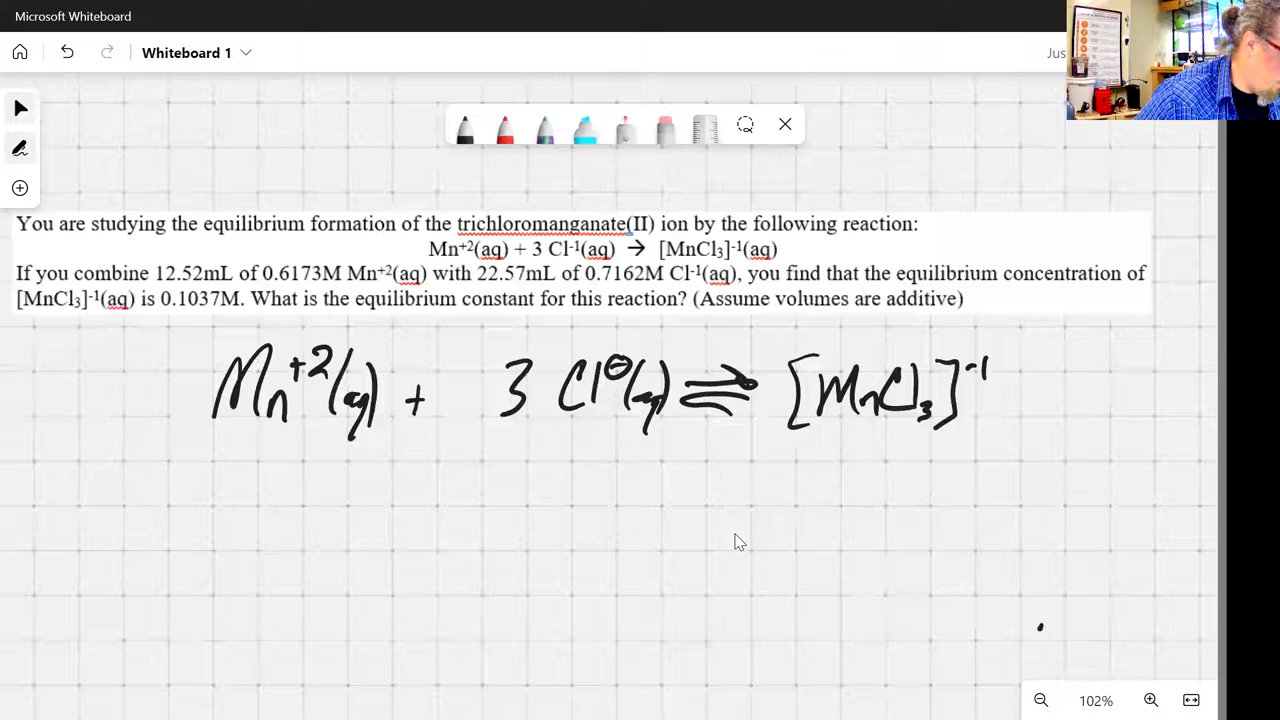 Microsoft Whiteboard
Whiteboard 1
Jus
You are studying the equilibrium formation of the trichloromanganate(II) ion by the following reaction:
Mn⁺²(aq) + 3 Cl⁻¹(aq) → [MnCl₃]⁻¹(aq)
If you combine 12.52mL of 0.6173M Mn⁺²(aq) with 22.57mL of 0.7162M Cl⁻¹(aq), you find that the equilibrium concentration of
[MnCl₃]⁻¹(aq) is 0.1037M. What is the equilibrium constant for this reaction? (Assume volumes are additive)
Mn⁺²(aq) + 3 Cl⊖(aq) ⇌ [MnCl₃]⁻¹
102%